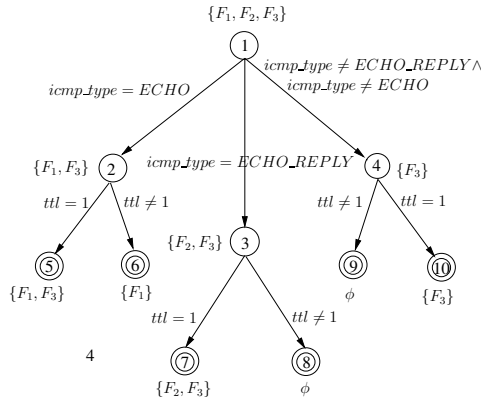 {F₁, F₂, F₃}
1
icmp_type = ECHO
icmp_type ≠ ECHO_REPLY∧
icmp_type ≠ ECHO
{F₁, F₃}
2
icmp_type = ECHO_REPLY
4
{F₃}
ttl = 1
ttl ≠ 1
ttl ≠ 1
ttl = 1
{F₂, F₃}
3
5
6
9
10
{F₁, F₃}
{F₁}
ϕ
{F₃}
ttl = 1
ttl ≠ 1
4
7
8
{F₂, F₃}
ϕ